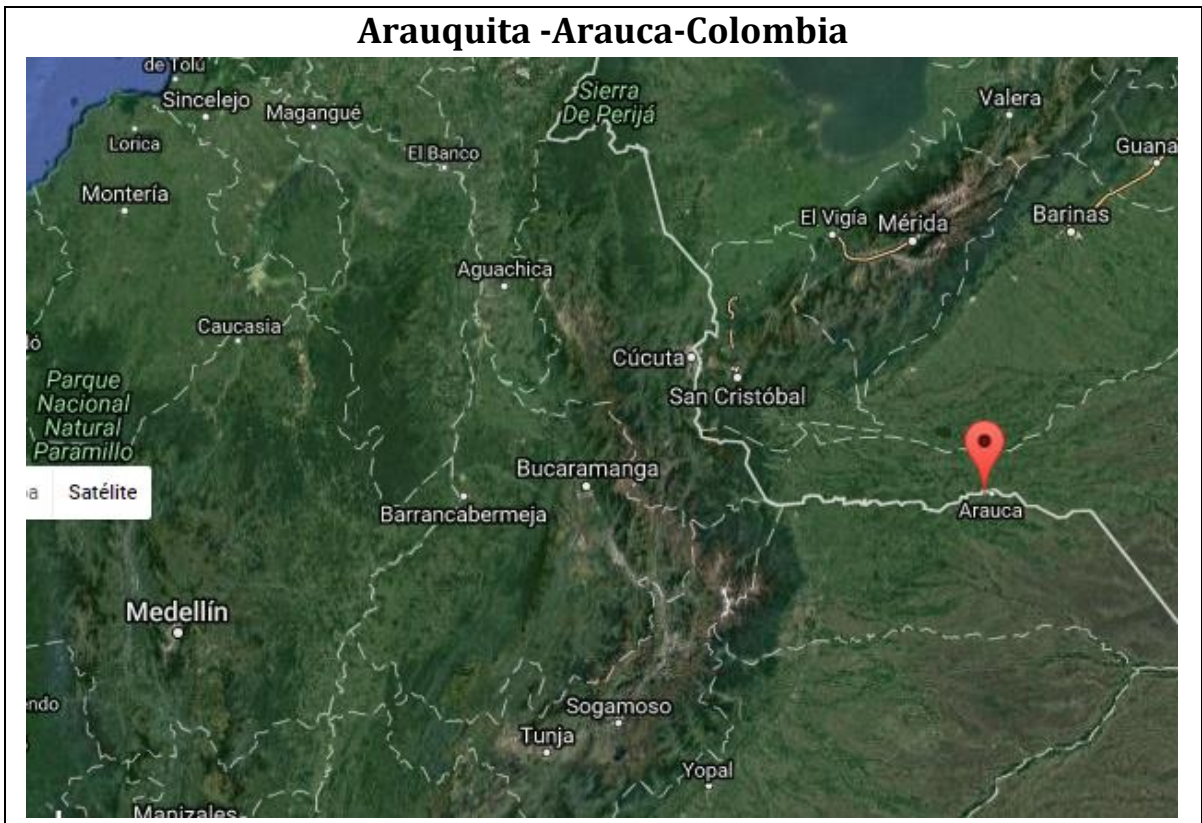 Arauquita -Arauca-Colombia
de Tolú
Sincelejo
Magangué
Sierra
De Perijá
Valera
Lorica
El Banco
Guana
Montería
El Vigía
Mérida
Barinas
Aguachica
Caucasia
ló
Cúcuta
Parque
Nacional
Natural
Paramillo
San Cristóbal
Bucaramanga
a
Satélite
Barrancabermeja
Arauca
Medellín
endo
Sogamoso
Tunja
Yopal
Manizales